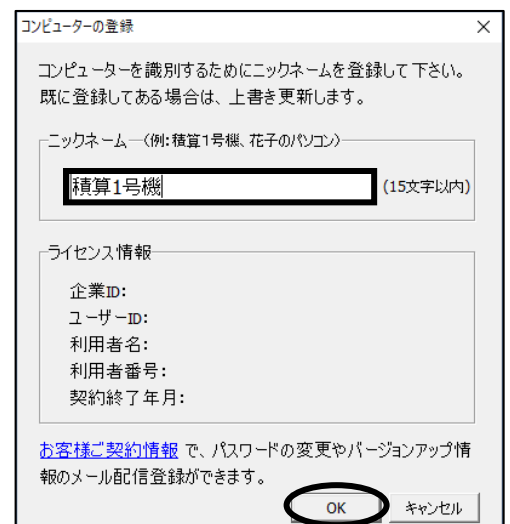 コンピューターの登録
コンピューターを識別するためにニックネームを登録して下さい。
既に登録してある場合は、上書き更新します。
ニックネーム (例:積算1号機、花子のパソコン)
積算1号機
(15文字以内)
ライセンス情報
企業ID:
ユーザーID:
利用者名:
利用者番号:
契約終了年月:
お客様ご契約情報 で、パスワードの変更やバージョンアップ情
報のメール配信登録ができます。
OK キャンセル